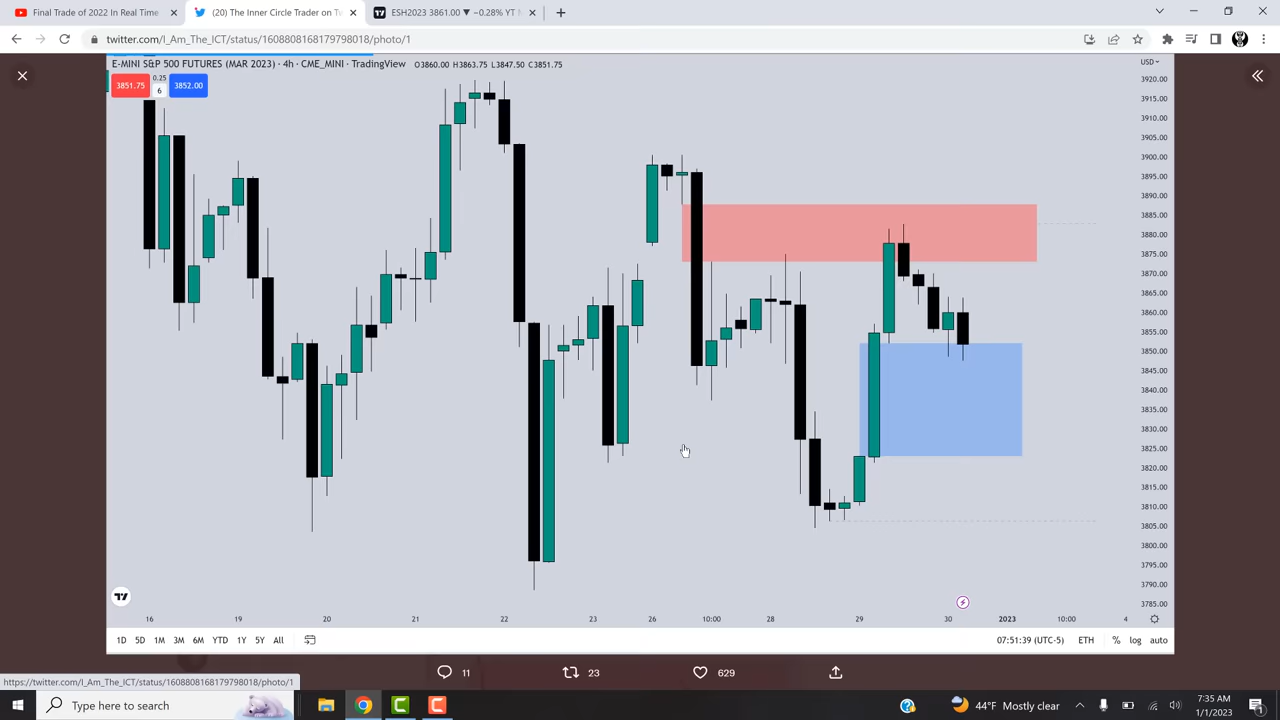 Final Trade of 2022 In Real Time
(20) The Inner Circle Trader on Tw
ESH2023 3861.00 ▼ −0.28% YT M
twitter.com/I_Am_The_ICT/status/1608808168179798018/photo/1
E-MINI S&P 500 FUTURES (MAR 2023) · 4h · CME_MINI · TradingView O3860.00 H3863.75 L3847.50 C3851.75
USD
3851.75 0.25 6 3852.00
3920.00
3915.00
3910.00
3905.00
3900.00
3895.00
3890.00
3885.00
3880.00
3875.00
3870.00
3865.00
3860.00
3855.00
3850.00
3845.00
3840.00
3835.00
3830.00
3825.00
3820.00
3815.00
3810.00
3805.00
3800.00
3795.00
3790.00
3785.00
16 19 20 21 22 23 26 10:00 28 29 30 2023 10:00 4
1D 5D 1M 3M 6M YTD 1Y 5Y All 07:51:39 (UTC-5) ETH % log auto
11 23 629
https://twitter.com/I_Am_The_ICT/status/1608808168179798018/photo/1
Type here to search
44°F Mostly clear
7:35 AM
1/1/2023